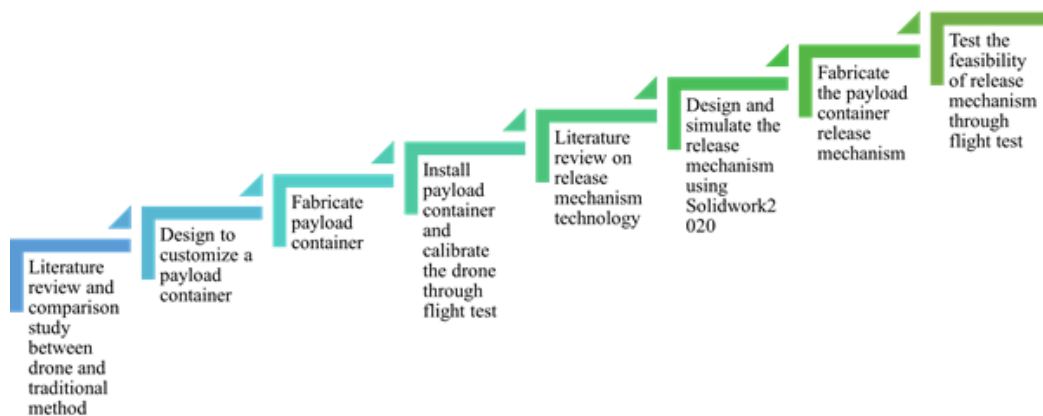 Literature
review and
comparison
study
between
drone and
traditional
method
Design to
customize a
payload
container
Fabricate
payload
container
Install
payload
container
and
calibrate
the drone
through
flight test
Literature
review on
release
mechanism
technology
Design and
simulate the
release
mechanism
using
Solidwork2
020
Fabricate
the payload
container
release
mechanism
Test the
feasibility
of release
mechanism
through
flight test